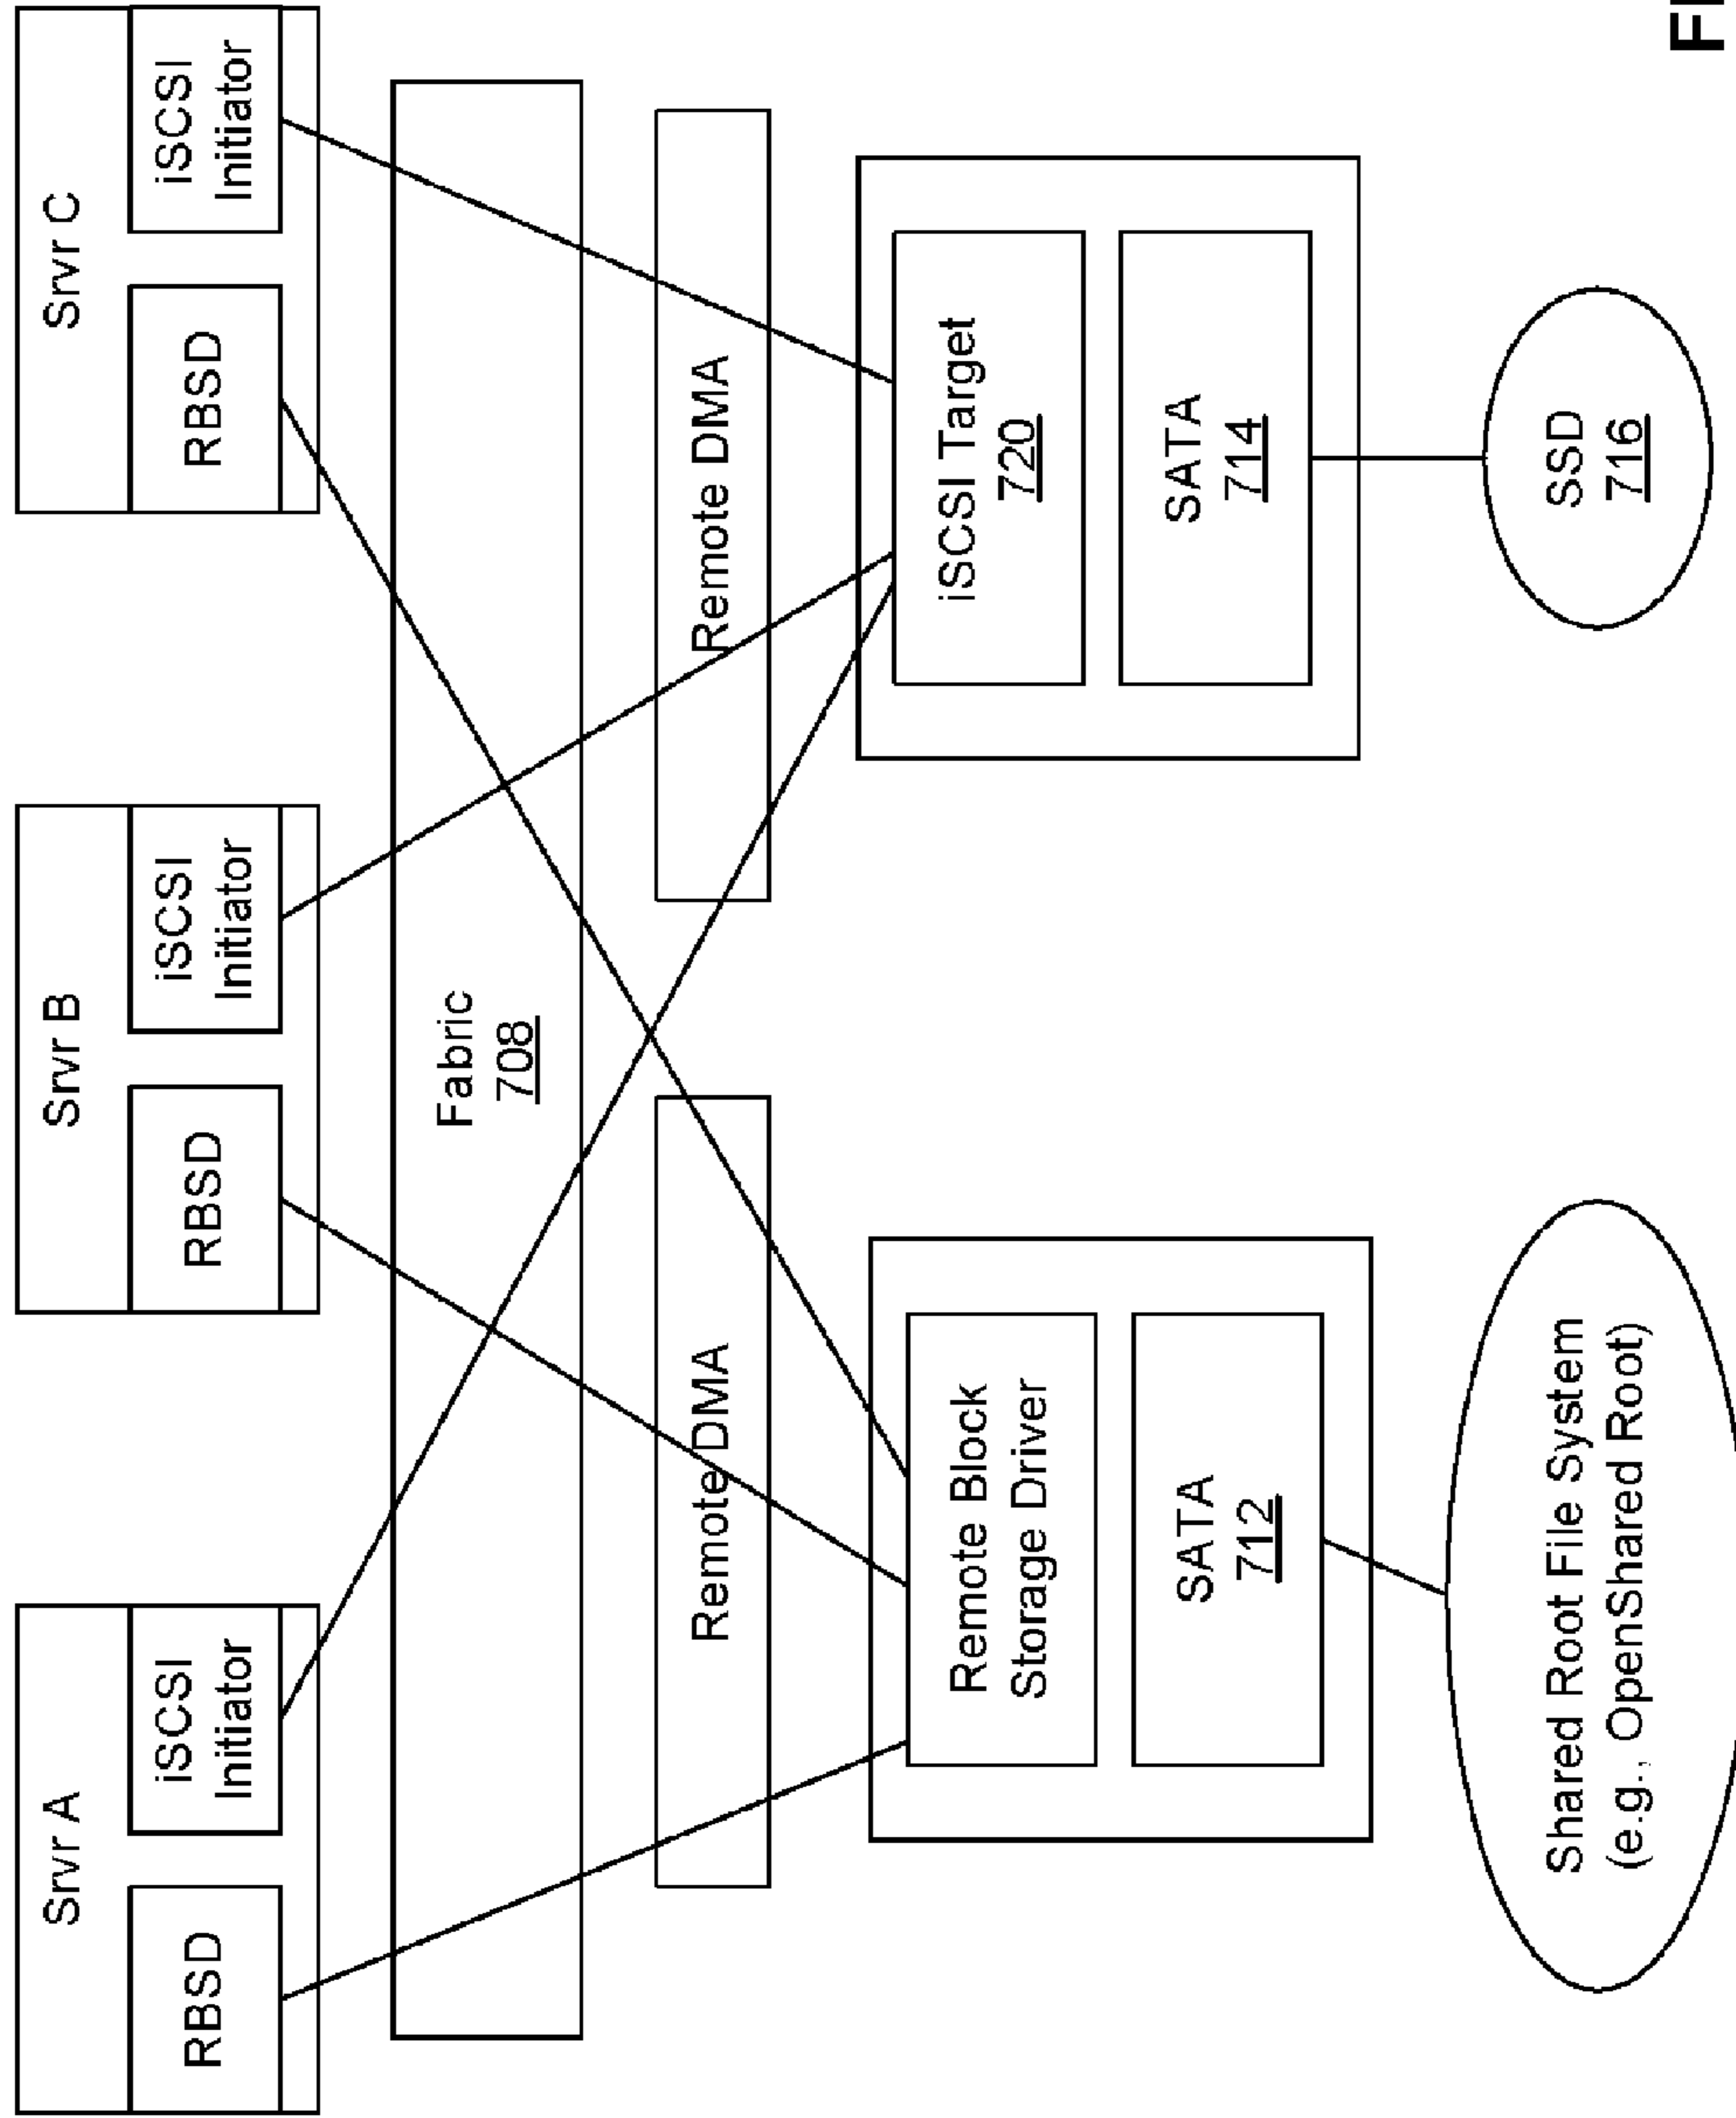 Srvr A
RBSD
iSCSI
Initiator
Srvr B
RBSD
iSCSI
Initiator
Srvr C
RBSD
iSCSI
Initiator
Fabric
708
Remote DMA
Remote DMA
Remote Block
Storage Driver
SATA
712
iSCSI Target
720
SATA
714
Shared Root File System
(e.g., OpenShared Root)
SSD
716